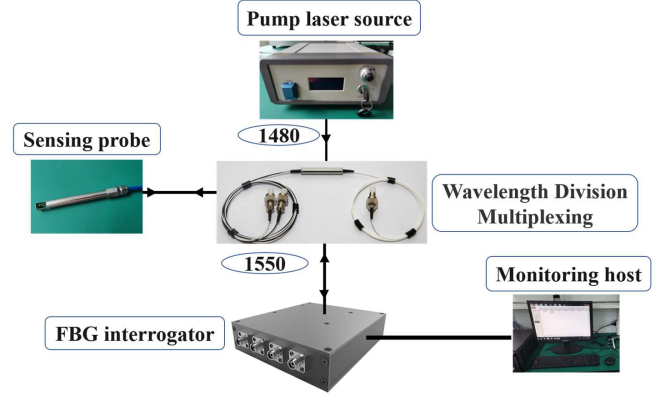 Pump laser source
1480
Sensing probe
Wavelength Division
Multiplexing
1550
Monitoring host
FBG interrogator